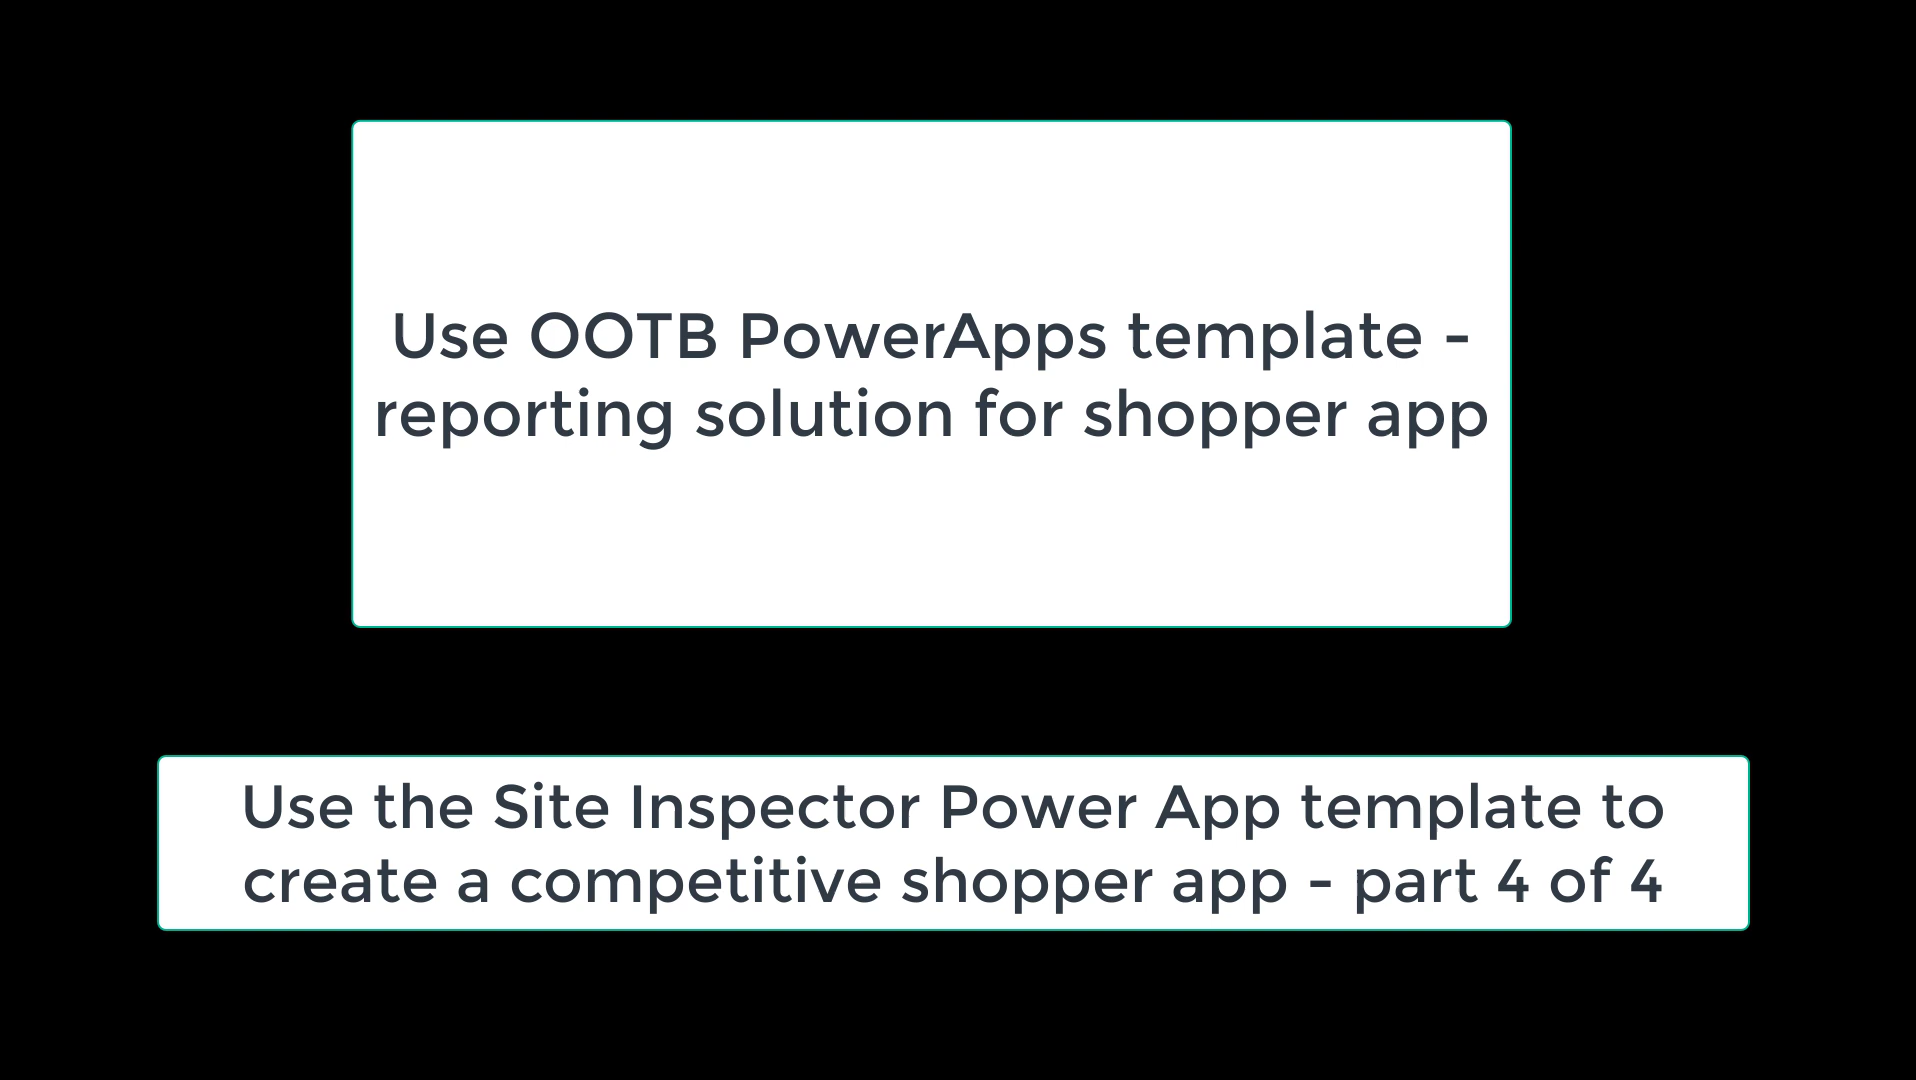 Use OOTB PowerApps template -
reporting solution for shopper app
Use the Site Inspector Power App template to
create a competitive shopper app - part 4 of 4